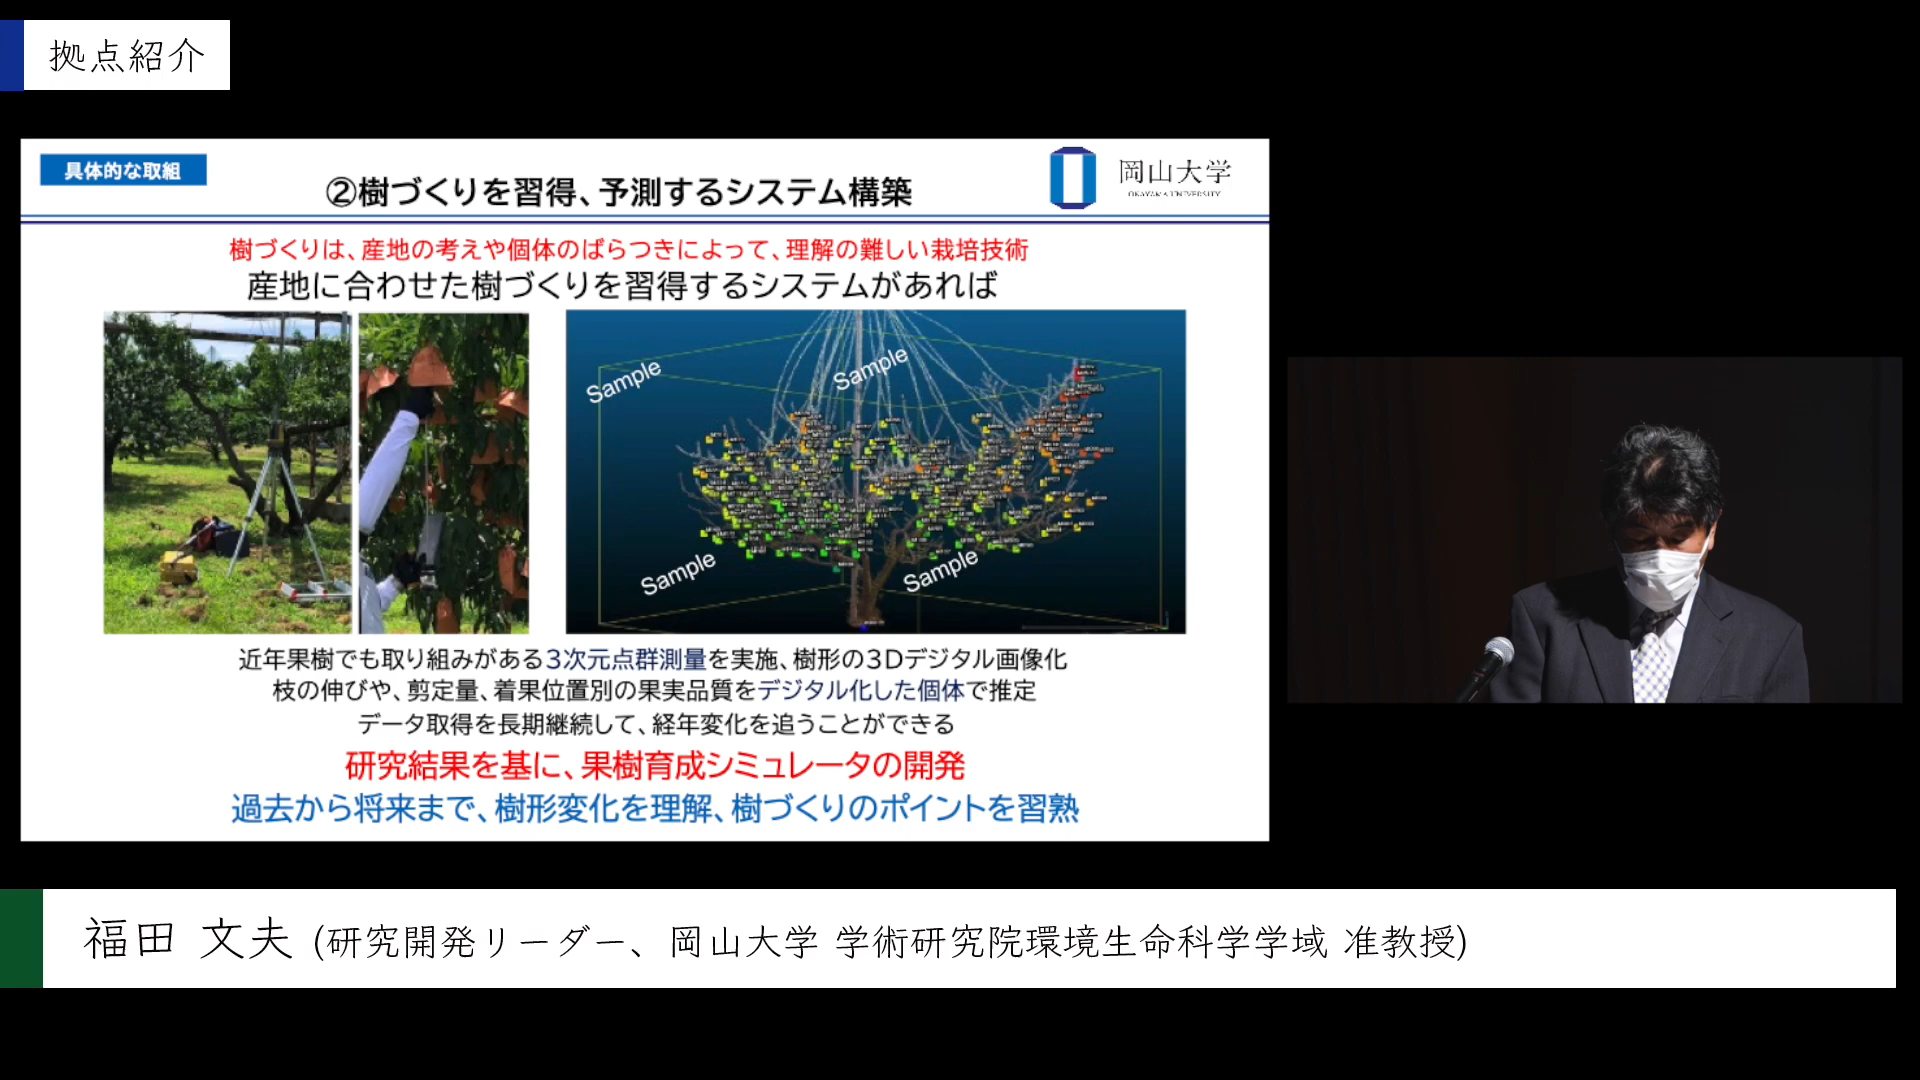 拠点紹介
具体的な取組
②樹づくりを習得、予測するシステム構築
岡山大学
OKAYAMA UNIVERSITY
樹づくりは、産地の考えや個体のばらつきによって、理解の難しい栽培技術
産地に合わせた樹づくりを習得するシステムがあれば
Sample
Sample
Sample
Sample
近年果樹でも取り組みがある3次元点群測量を実施、樹形の3Dデジタル画像化
枝の伸びや、剪定量、着果位置別の果実品質をデジタル化した個体で推定
データ取得を長期継続して、経年変化を追うことができる
研究結果を基に、果樹育成シミュレータの開発
過去から将来まで、樹形変化を理解、樹づくりのポイントを習熟
福田 文夫 (研究開発リーダー、岡山大学 学術研究院環境生命科学学域 准教授)